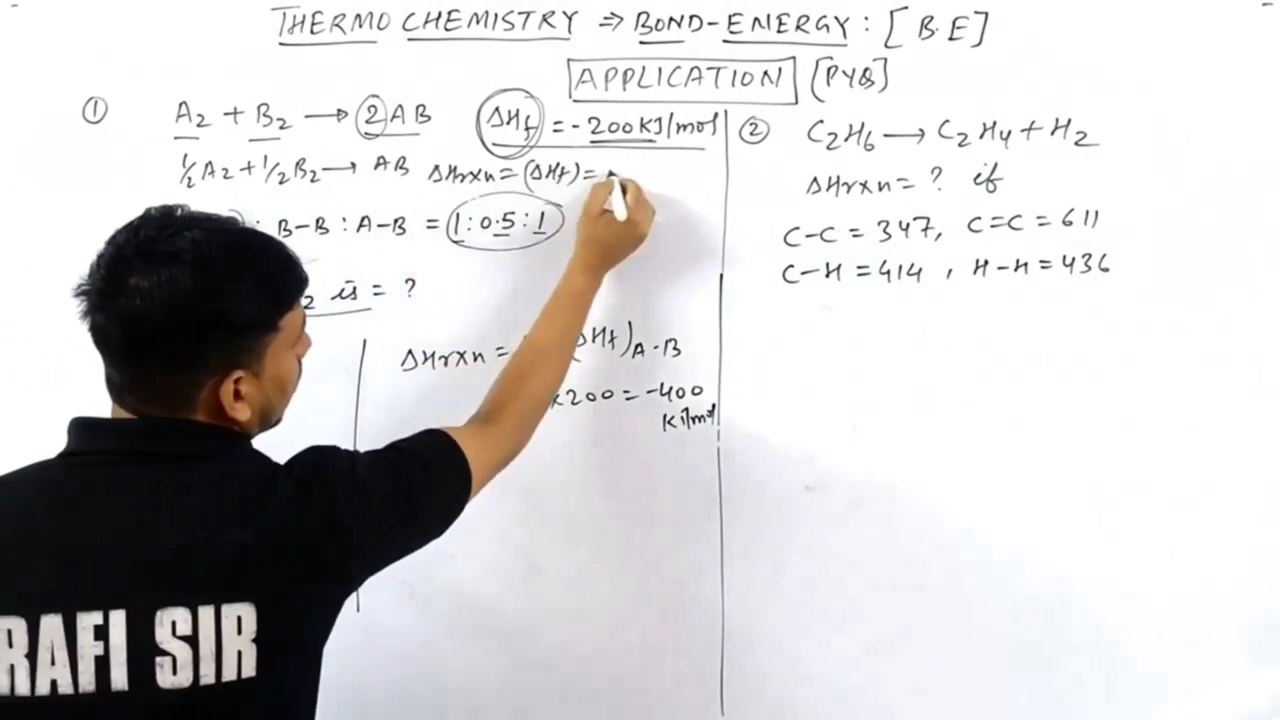 THERMO CHEMISTRY ⇒ BOND-ENERGY : [B.E]
APPLICATION [PYQ]
① A₂ + B₂ → 2AB ΔHf = -200KJ/mol
½A₂ + ½B₂ → AB ΔHrxn = (ΔHf) =
: B-B : A-B = 1 : 0.5 : 1
2 is = ?
ΔHrxn = ΔHf)A-B
x200 = -400
KJ/mol
② C₂H₆ → C₂H₄ + H₂
ΔHrxn = ? if
C-C = 347, C=C = 611
C-H = 414, H-H = 436
RAFI SIR